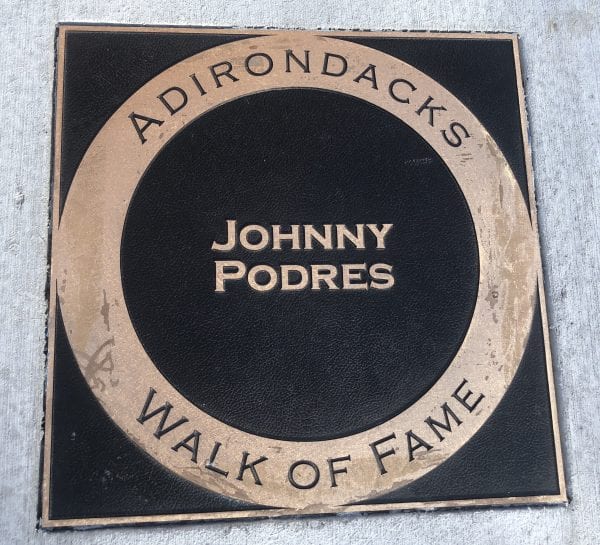 ADIRONDACKS
JOHNNY
PODRES
WALK OF FAME